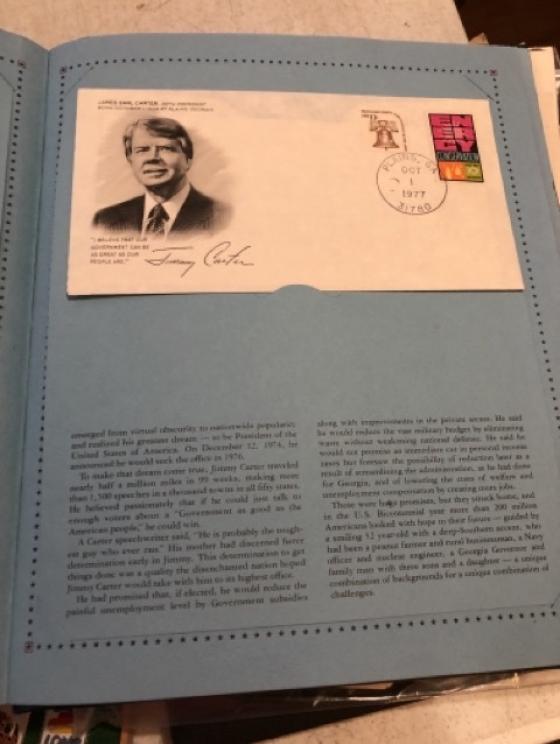 JAMES EARL CARTER, 39TH PRESIDENT
BORN OCTOBER 1, 1924 AT PLAINS, GEORGIA
"I BELIEVE THAT OUR
GOVERNMENT CAN BE
AS GREAT AS OUR
PEOPLE ARE."
Jimmy Carter
13c
PLAINS, GA
OCT
1
1977
31780
EN
ER
GY
CONSERVATION
emerged from virtual obscurity to nationwide popularity
and realized his greatest dream — to be President of the
United States of America. On December 12, 1974, he
announced he would seek the office in 1976.
To make that dream come true, Jimmy Carter traveled
nearly half a million miles in 99 weeks, making more
than 1,500 speeches in a thousand towns in all fifty states.
He believed passionately that if he could just talk to
enough voters about a "Government as good as the
American people," he could win.
A Carter speechwriter said, "He is probably the tough-
est guy who ever ran." His mother had discerned fierce
determination early in Jimmy. This determination to get
things done was a quality the disenchanted nation hoped
Jimmy Carter would take with him to its highest office.
He had promised that, if elected, he would reduce the
painful unemployment level by Government subsidies
along with improvements in the private sector. He said
he would reduce the vast military budget by eliminating
waste without weakening national defense. He said he
would not promise an immediate cut in personal income
taxes but foresaw the possibility of reduction later as a
result of streamlining the administration, as he had done
for Georgia, and of lowering the cost of welfare and
unemployment compensation by creating more jobs.
Those were huge promises, but they struck home, and
in the U.S. Bicentennial year more than 200 million
Americans looked with hope to their future — guided by
a smiling 52 year-old with a deep-Southern accent, who
had been a peanut farmer and rural businessman, a Navy
officer and nuclear engineer, a Georgia Governor and
family man with three sons and a daughter — a unique
combination of backgrounds for a unique combination of
challenges.